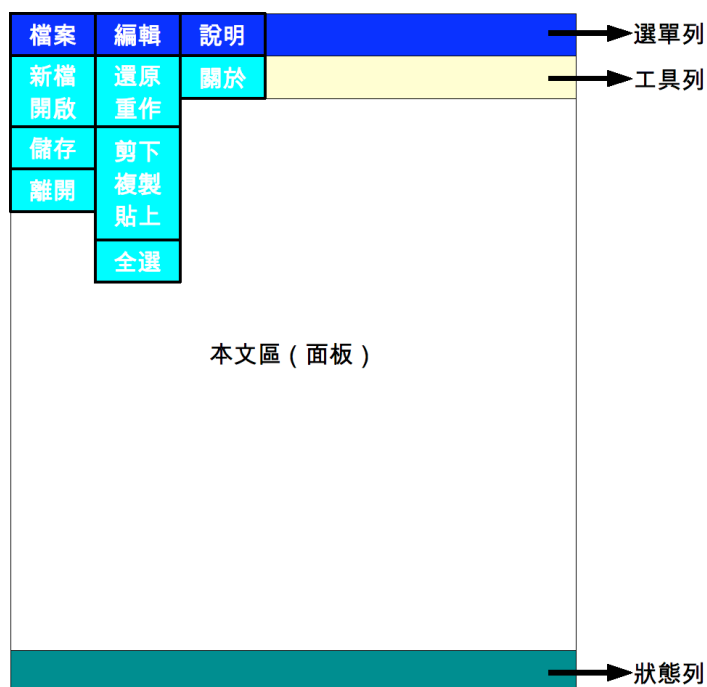 檔案 編輯 說明
選單列
新檔 還原 關於
工具列
開啟 重作
儲存 剪下
離開 複製
貼上
全選
本文區（面板）
狀態列